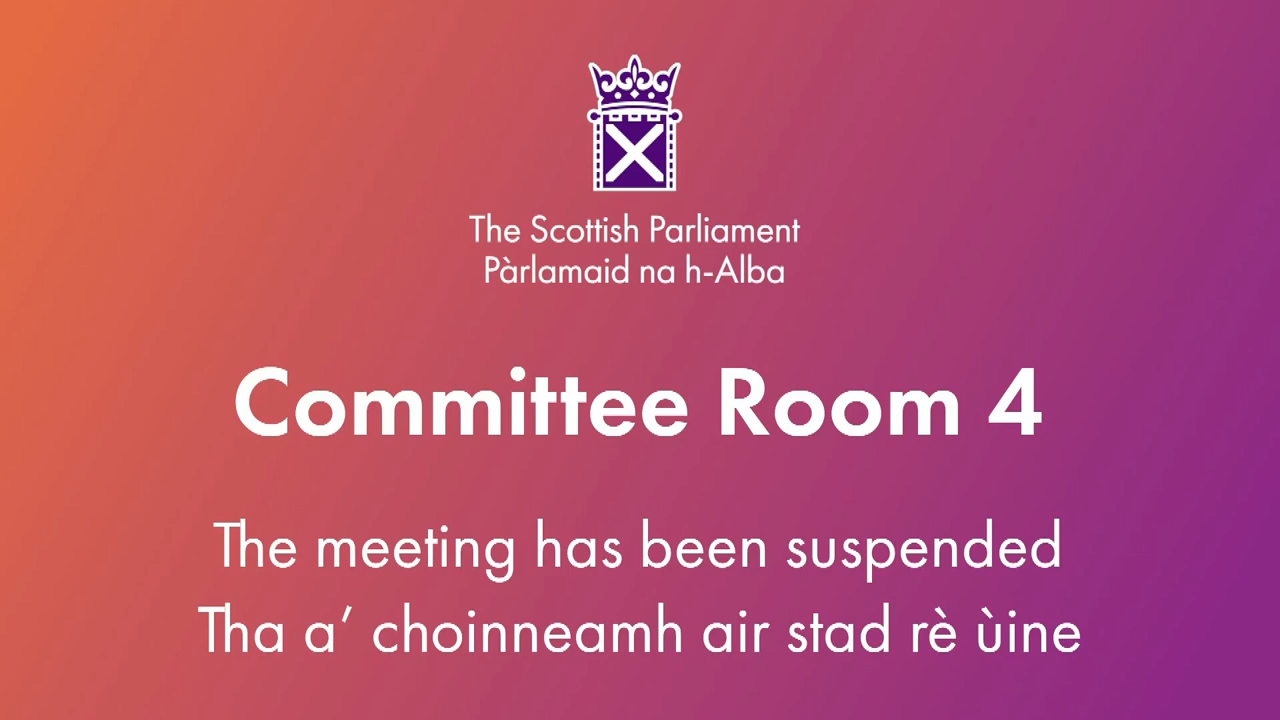 The Scottish Parliament
Pàrlamaid na h-Alba
Committee Room 4
The meeting has been suspended
Tha a’ choinneamh air stad rè ùine